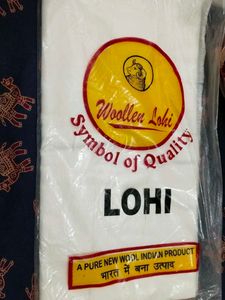 Woollen Lohi
Symbol of Quality
LOHI
A PURE NEW WOOL INDIAN PRODUCT
भारत में बना उत्पाद